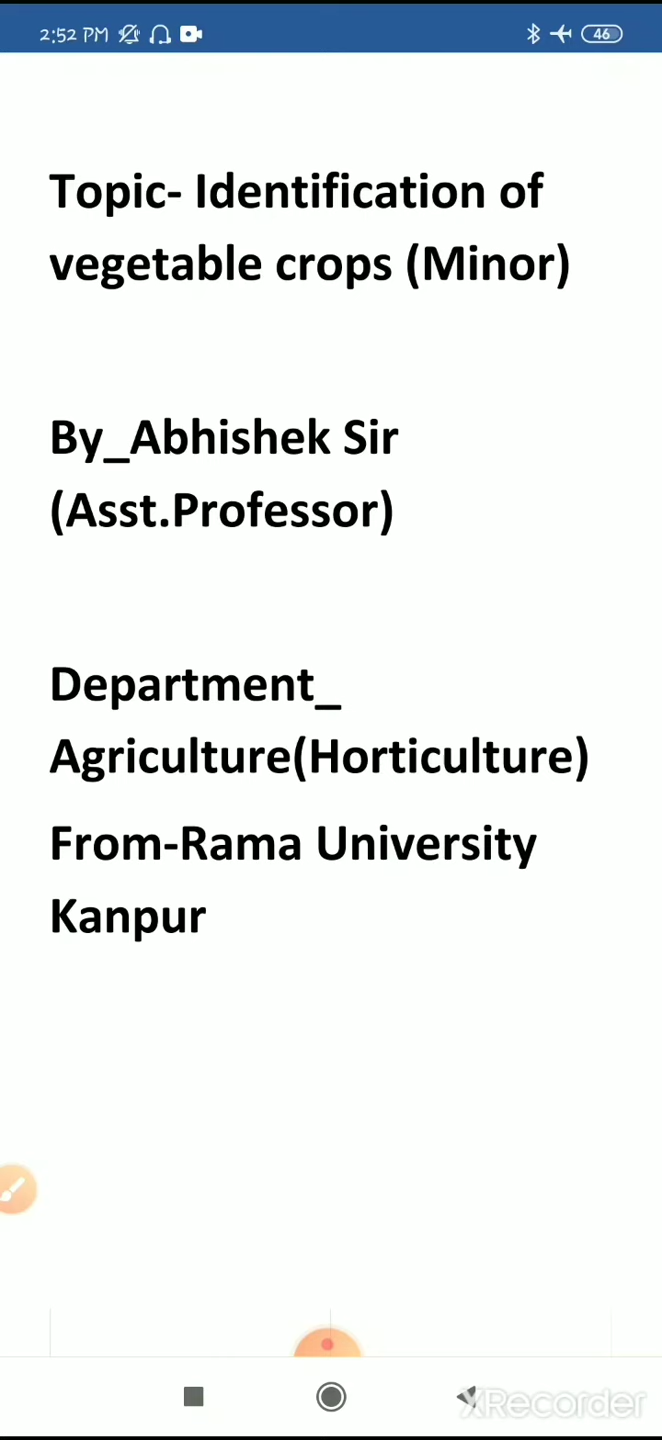 2:52 PM
46
Topic- Identification of
vegetable crops (Minor)
By_Abhishek Sir
(Asst.Professor)
Department_
Agriculture(Horticulture)
From-Rama University
Kanpur
XRecorder